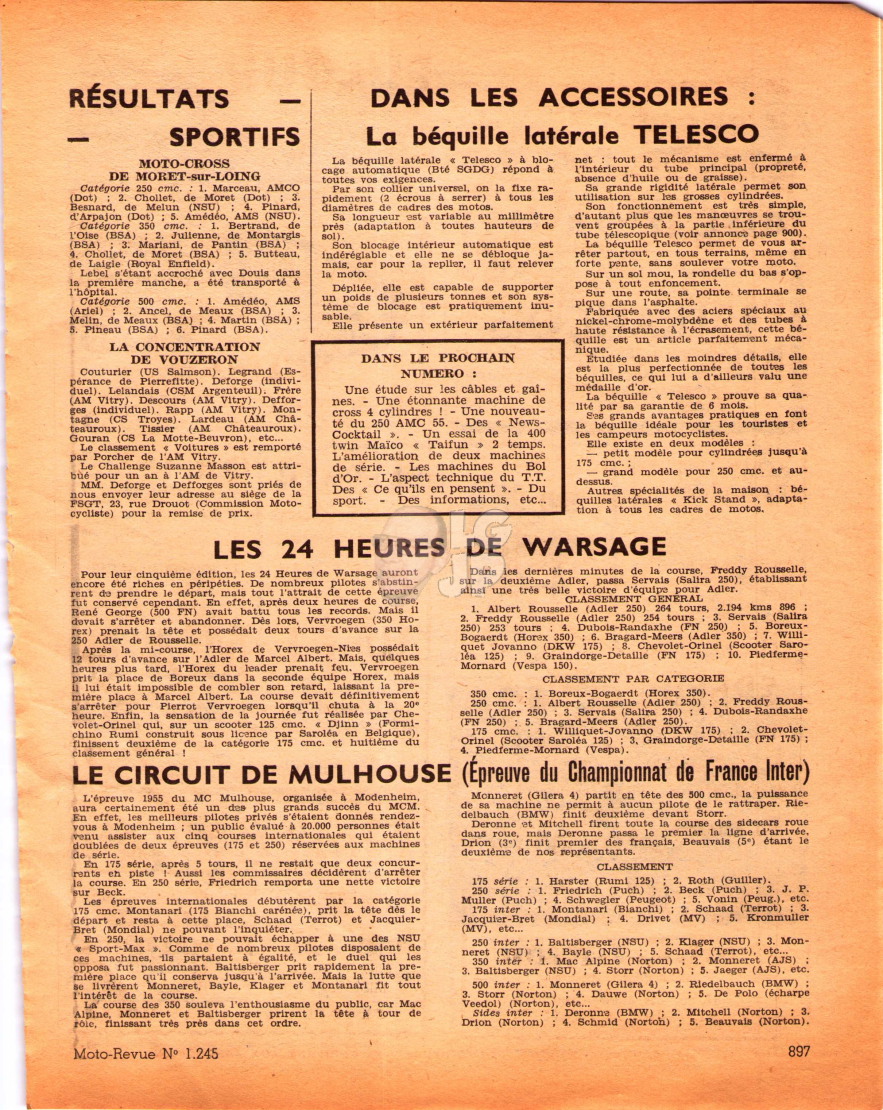 RÉSULTATS —
— SPORTIFS
MOTO-CROSS
DE MORET-sur-LOING
Catégorie 250 cmc. : 1. Marceau, AMCO
(Dot) ; 2. Chollet, de Moret (Dot) ; 3.
Besnard, de Melun (NSU) ; 4. Pinard,
d'Arpajon (Dot) ; 5. Amédéo, AMS (NSU).
Catégorie 350 cmc. : 1. Bertrand, de
l'Oise (BSA) ; 2. Julienne, de Montargis
(BSA) ; 3. Mariani, de Pantin (BSA) ;
4. Chollet, de Moret (BSA) ; 5. Butteau,
de Laigle (Royal Enfield).
Lebel s'étant accroché avec Douis dans
la première manche, a été transporté à
l'hôpital.
Catégorie 500 cmc. : 1. Amédéo, AMS
(Ariel) ; 2. Ancel, de Meaux (BSA) ; 3.
Melin, de Meaux (BSA) ; 4. Martin (BSA) ;
5. Pineau (BSA) ; 6. Pinard (BSA).
LA CONCENTRATION
DE VOUZERON
Couturier (US Salmson). Legrand (Es-
pérance de Pierrefitte). Deforge (indivi-
duel). Lelandais (CSM Argenteuil). Frère
(AM Vitry). Descours (AM Vitry). Deffor-
ges (individuel). Rapp (AM Vitry). Mon-
tagne (CS Troyes). Lardeau (AM Châ-
teauroux). Tissier (AM Châteauroux).
Gouran (CS La Motte-Beuvron), etc...
Le classement « Voitures » est remporté
par Porcher de l'AM Vitry.
Le Challenge Suzanne Masson est attri-
bué pour un an à l'AM de Vitry.
MM. Deforge et Defforges sont priés de
nous envoyer leur adresse au siège de la
FSGT, 23, rue Drouot (Commission Moto-
cycliste) pour la remise de prix.
DANS LES ACCESSOIRES :
La béquille latérale TELESCO
La béquille latérale « Telesco » à blo-
cage automatique (Bté SGDG) répond à
toutes vos exigences.
Par son collier universel, on la fixe ra-
pidement (2 écrous à serrer) à tous les
diamètres de cadres des motos.
Sa longueur est variable au millimètre
près (adaptation à toutes hauteurs de
sol).
Son blocage intérieur automatique est
indéréglable et elle ne se débloque ja-
mais, car pour la replier, il faut relever
la moto.
Dépliée, elle est capable de supporter
un poids de plusieurs tonnes et son sys-
tème de blocage est pratiquement inu-
sable.
Elle présente un extérieur parfaitement
net : tout le mécanisme est enfermé à
l'intérieur du tube principal (propreté,
absence d'huile ou de graisse).
Sa grande rigidité latérale permet son
utilisation sur les grosses cylindrées.
Son fonctionnement est très simple,
d'autant plus que les manœuvres se trou-
vent groupées à la partie inférieure du
tube télescopique (voir annonce page 900).
La béquille Telesco permet de vous ar-
rêter partout, en tous terrains, même en
forte pente, sans soulever votre moto.
Sur un sol mou, la rondelle du bas s'op-
pose à tout enfoncement.
Sur une route, sa pointe terminale se
pique dans l'asphalte.
Fabriquée avec des aciers spéciaux au
nickel-chrome-molybdène et des tubes à
haute résistance à l'écrasement, cette bé-
quille est un article parfaitement méca-
nique.
Etudiée dans les moindres détails, elle
est la plus perfectionnée de toutes les
béquilles, ce qui lui a d'ailleurs valu une
médaille d'or.
La béquille « Telesco » prouve sa qua-
lité par sa garantie de 6 mois.
Ses grands avantages pratiques en font
la béquille idéale pour les touristes et
les campeurs motocyclistes.
Elle existe en deux modèles :
— petit modèle pour cylindrées jusqu'à
175 cmc. ;
— grand modèle pour 250 cmc. et au-
dessus.
Autres spécialités de la maison : bé-
quilles latérales « Kick Stand », adapta-
tion à tous les cadres de motos.
DANS LE PROCHAIN
NUMERO :
Une étude sur les câbles et gai-
nes. - Une étonnante machine de
cross 4 cylindres ! - Une nouveau-
té du 250 AMC 55. - Des « News-
Cocktail ». - Un essai de la 400
twin Maïco « Taifun » 2 temps.
L'amélioration de deux machines
de série. - Les machines du Bol
d'Or. - L'aspect technique du T.T.
Des « Ce qu'ils en pensent ». - Du
sport. - Des informations, etc...
LES 24 HEURES DE WARSAGE
Pour leur cinquième édition, les 24 Heures de Warsage auront
encore été riches en péripéties. De nombreux pilotes s'abstin-
rent de prendre le départ, mais tout l'attrait de cette épreuve
fut conservé cependant. En effet, après deux heures de course,
René George (500 FN) avait battu tous les records. Mais il
devait s'arrêter et abandonner. Dès lors, Vervroegen (350 Ho-
rex) prenait la tête et possédait deux tours d'avance sur la
250 Adler de Rousselle.
Après la mi-course, l'Horex de Vervroegen-Nies possédait
12 tours d'avance sur l'Adler de Marcel Albert. Mais, quelques
heures plus tard, l'Horex du leader prenait feu, Vervroegen
prit la place de Boreux dans la seconde équipe Horex, mais
il lui était impossible de combler son retard, laissant la pre-
mière place à Marcel Albert. La course devait définitivement
s'arrêter pour Pierrot Vervroegen lorsqu'il chuta à la 20e
heure. Enfin, la sensation de la journée fut réalisée par Che-
volet-Orinel qui, sur un scooter 125 cmc. « Djinn » (Formi-
chino Rumi construit sous licence par Saroléa en Belgique),
finissent deuxième de la catégorie 175 cmc. et huitième du
classement général !
Dans les dernières minutes de la course, Freddy Rousselle,
sur la deuxième Adler, passa Servais (Salira 250), établissant
ainsi une très belle victoire d'équipe pour Adler.
CLASSEMENT GENERAL
1. Albert Rousselle (Adler 250) 264 tours, 2.194 kms 896 ;
2. Freddy Rousselle (Adler 250) 254 tours ; 3. Servais (Salira
250) 253 tours ; 4. Dubois-Randaxhe (FN 250) ; 5. Boreux-
Bogaerdt (Horex 350) ; 6. Bragard-Meers (Adler 350) ; 7. Willi-
quet Jovanno (DKW 175) ; 8. Chevolet-Orinel (Scooter Saro-
léa 125) ; 9. Graindorge-Detaille (FN 175) ; 10. Piedferme-
Mornard (Vespa 150).
CLASSEMENT PAR CATEGORIE
350 cmc. : 1. Boreux-Bogaerdt (Horex 350).
250 cmc. : 1. Albert Rousselle (Adler 250) ; 2. Freddy Rous-
selle (Adler 250) ; 3. Servais (Salira 250) ; 4. Dubois-Randaxhe
(FN 250) ; 5. Bragard-Meers (Adler 250).
175 cmc. : 1. Williquet-Jovanno (DKW 175) ; 2. Chevolet-
Orinel (Scooter Saroléa 125) ; 3, Graindorge-Detaille (FN 175) ;
4. Piedferme-Mornard (Vespa).
LE CIRCUIT DE MULHOUSE (Épreuve du Championnat de France Inter)
L'épreuve 1955 du MC Mulhouse, organisée à Modenheim,
aura certainement été un des plus grands succès du MCM.
En effet, les meilleurs pilotes privés s'étaient donnés rendez-
vous à Modenheim ; un public évalué à 20.000 personnes était
venu assister aux cinq courses internationales qui étaient
doublées de deux épreuves (175 et 250) réservées aux machines
de série.
En 175 série, après 5 tours, il ne restait que deux concur-
rents en piste ! Aussi les commissaires décidèrent d'arrêter
la course. En 250 série, Friedrich remporta une nette victoire
sur Beck.
Les épreuves internationales débutèrent par la catégorie
175 cmc. Montanari (175 Bianchi carénée), prit la tête dès le
départ et resta à cette place, Schaad (Terrot) et Jacquier-
Bret (Mondial) ne pouvant l'inquiéter.
En 250, la victoire ne pouvait échapper à une des NSU
« Sport-Max ». Comme de nombreux pilotes disposaient de
ces machines, ils partaient à égalité, et le duel qui les
opposa fut passionnant. Baltisberger prit rapidement la pre-
mière place qu'il conserva jusqu'à l'arrivée. Mais la lutte que
se livrèrent Monneret, Bayle, Klager et Montanari fit tout
l'intérêt de la course.
La course des 350 souleva l'enthousiasme du public, car Mac
Alpine, Monneret et Baltisberger prirent la tête à tour de
rôle, finissant très près dans cet ordre.
Monneret (Gilera 4) partit en tête des 500 cmc., la puissance
de sa machine ne permit à aucun pilote de le rattraper. Rie-
delbauch (BMW) finit deuxième devant Storr.
Deronne et Mitchell firent toute la course des sidecars roue
dans roue, mais Deronne passa le premier la ligne d'arrivée,
Drion (3e) finit premier des français, Beauvais (5e) étant le
deuxième de nos représentants.
CLASSEMENT
175 série : 1. Harster (Rumi 125) ; 2. Roth (Guiller).
250 série : 1. Friedrich (Puch) ; 2. Beck (Puch) ; 3. J. P.
Muller (Puch) ; 4. Schwegler (Peugeot) ; 5. Vonin (Peug.), etc.
175 inter : 1. Montanari (Bianchi) ; 2. Schaad (Terrot) ; 3.
Jacquier-Bret (Mondial) ; 4. Drivet (MV) ; 5. Kronmuller
(MV), etc...
250 inter : 1. Baltisberger (NSU) ; 2. Klager (NSU) ; 3. Mon-
neret (NSU) ; 4. Bayle (NSU) ; 5. Schaad (Terrot), etc...
350 inter : 1. Mac Alpine (Norton) ; 2. Monneret (AJS) ;
3. Baltisberger (NSU) ; 4. Storr (Norton) ; 5. Jaeger (AJS), etc.
500 inter : 1. Monneret (Gilera 4) ; 2. Riedelbauch (BMW) ;
3. Storr (Norton) ; 4. Dauwe (Norton) ; 5. De Polo (écharpe
Veedol) (Norton), etc...
Sides inter : 1. Deronne (BMW) ; 2. Mitchell (Norton) ; 3.
Drion (Norton) ; 4. Schmid (Norton) ; 5. Beauvais (Norton).
Moto-Revue N° 1.245
897